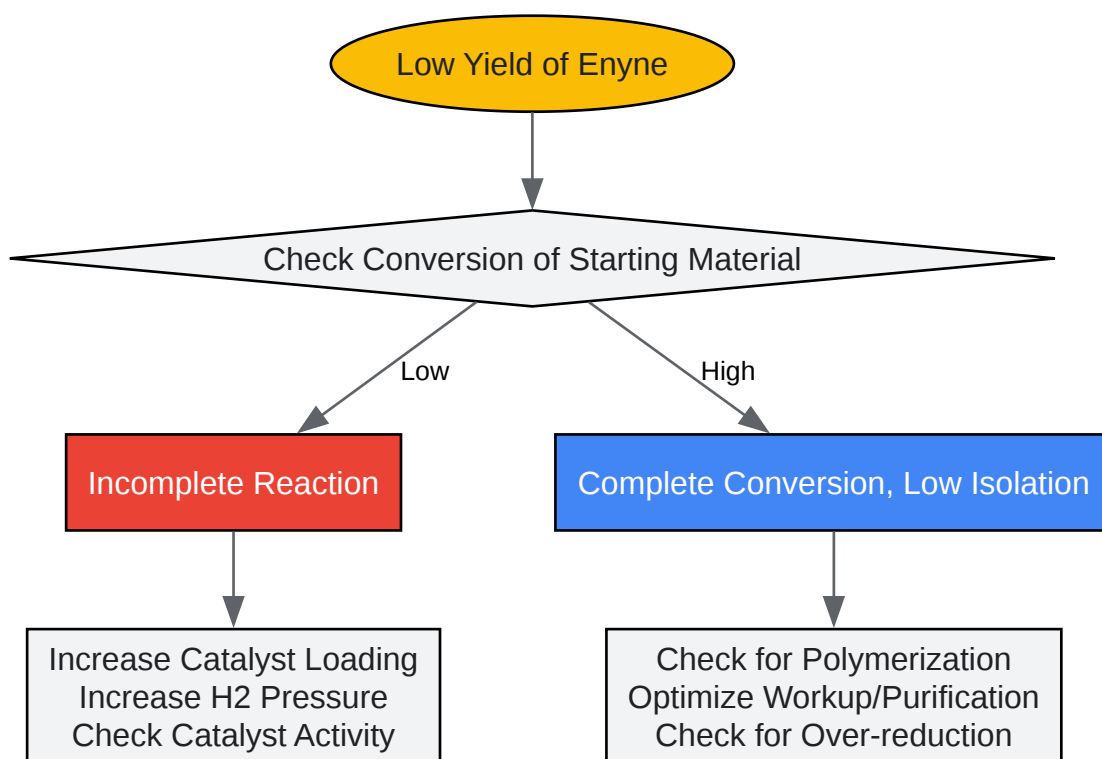 Low Yield of Enyne
Check Conversion of Starting Material
Low
High
Incomplete Reaction
Complete Conversion, Low Isolation
Increase Catalyst Loading
Increase H2 Pressure
Check Catalyst Activity
Check for Polymerization
Optimize Workup/Purification
Check for Over-reduction